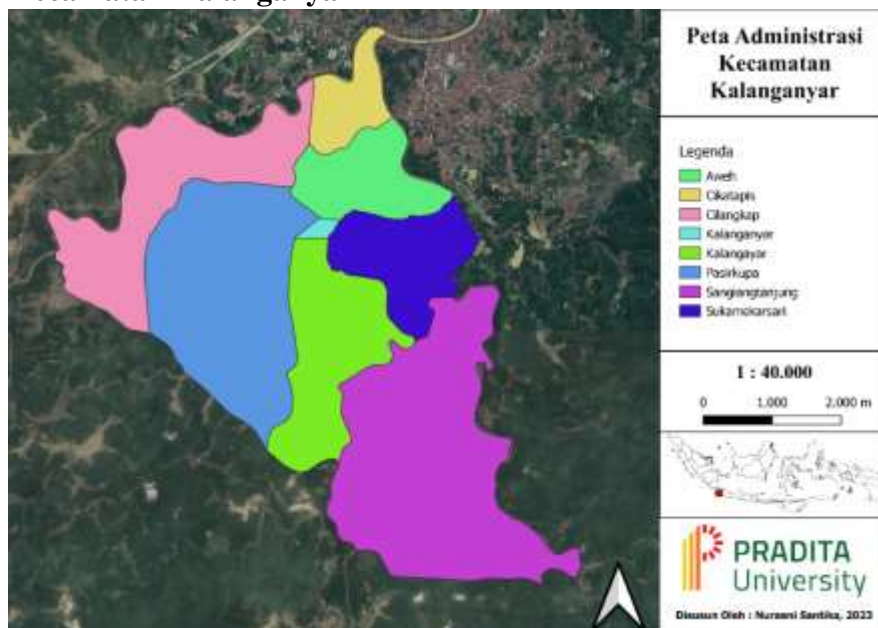 Peta Administrasi
Kecamatan
Kalanganyar
Legenda
Aweh
Cikatapis
Cilangkap
Kalanganyar
Kalangayar
Pasirkupa
Sangiangtanjung
Sukamekarsari
1 : 40.000
0 1.000 2.000 m
PRADITA
University
Disusun Oleh : Nuraeni Santika, 2023